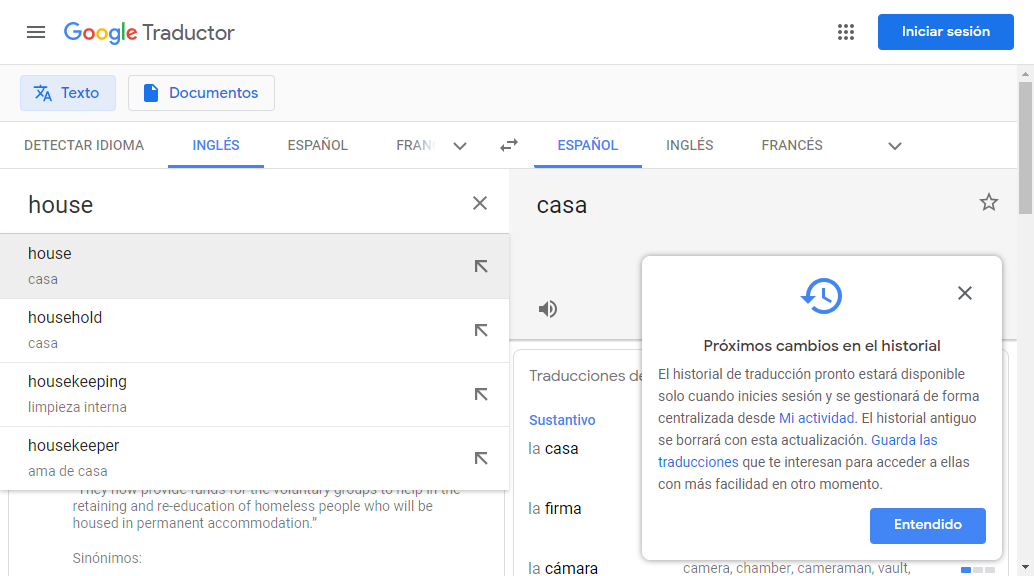 Google Traductor
Iniciar sesión
Texto
Documentos
DETECTAR IDIOMA
INGLÉS
ESPAÑOL
FRAN
ESPAÑOL
INGLÉS
FRANCÉS
house
casa
house
casa
household
casa
housekeeping
limpieza interna
housekeeper
ama de casa
"They now provide funds for the voluntary groups to help in the
retaining and re-education of homeless people who will be
housed in permanent accommodation.”
Sinónimos:
Traducciones de
Sustantivo
la casa
la firma
la cámara
camera, chamber, cameraman, vault,
Próximos cambios en el historial
El historial de traducción pronto estará disponible
solo cuando inicies sesión y se gestionará de forma
centralizada desde Mi actividad. El historial antiguo
se borrará con esta actualización. Guarda las
traducciones que te interesan para acceder a ellas
con más facilidad en otro momento.
Entendido